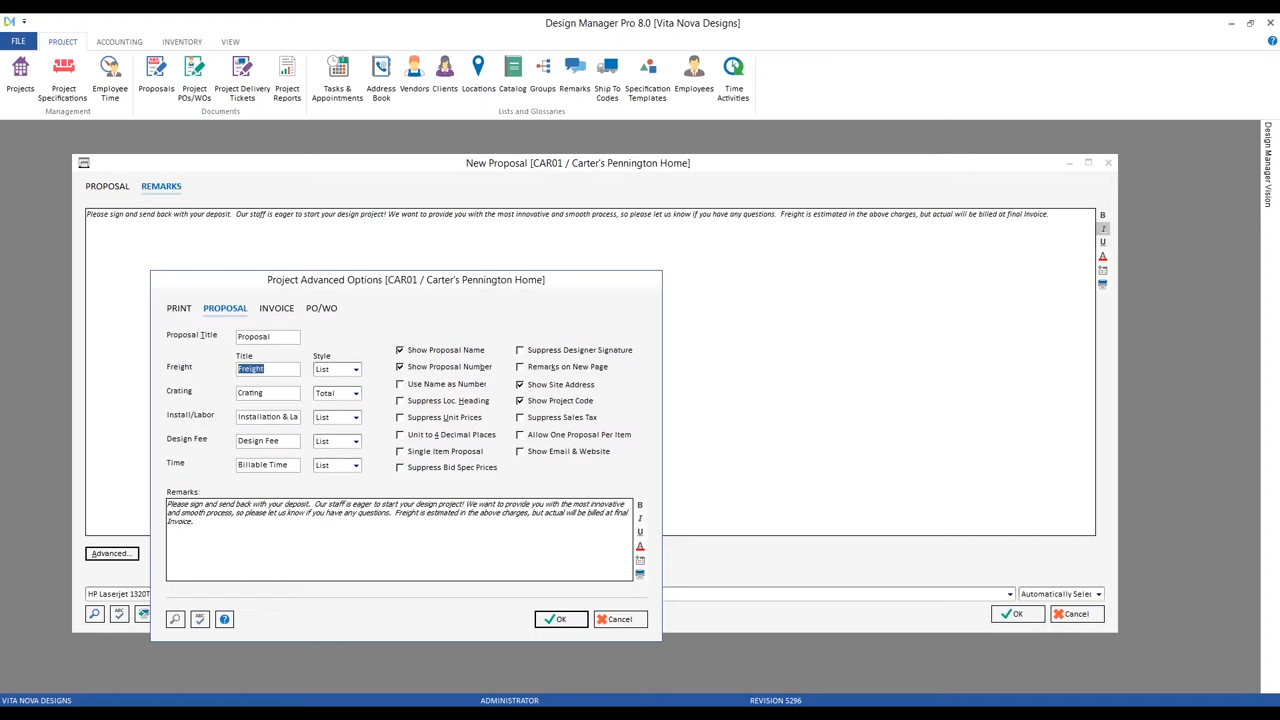 Design Manager Pro 8.0 [Vita Nova Designs]
FILE PROJECT ACCOUNTING INVENTORY VIEW
Projects
Project Specifications
Employee Time
Proposals
Project POs/WOs
Project Delivery Tickets
Project Reports
Tasks & Appointments
Address Book
Vendors
Clients
Locations
Catalog
Groups
Remarks
Ship To Codes
Specification Templates
Employees
Time Activities
Management Documents Lists and Glossaries
Design Manager Vision
New Proposal [CAR01 / Carter's Pennington Home]
PROPOSAL REMARKS
Please sign and send back with your deposit. Our staff is eager to start your design project! We want to provide you with the most innovative and smooth process, so please let us know if you have any questions. Freight is estimated in the above charges, but actual will be billed at final Invoice.
B
I
U
A
Project Advanced Options [CAR01 / Carter's Pennington Home]
PRINT PROPOSAL INVOICE PO/WO
Proposal Title Proposal
Title Style
Freight Freight List
Crating Crating Total
Install/Labor Installation & La List
Design Fee Design Fee List
Time Billable Time List
Show Proposal Name
Show Proposal Number
Use Name as Number
Suppress Loc. Heading
Suppress Unit Prices
Unit to 4 Decimal Places
Single Item Proposal
Suppress Bid Spec Prices
Suppress Designer Signature
Remarks on New Page
Show Site Address
Show Project Code
Suppress Sales Tax
Allow One Proposal Per Item
Show Email & Website
Remarks:
Please sign and send back with your deposit. Our staff is eager to start your design project! We want to provide you with the most innovative
and smooth process, so please let us know if you have any questions. Freight is estimated in the above charges, but actual will be billed at final
Invoice.
B
I
U
A
Advanced...
HP Laserjet 1320T Automatically Selec
ABC
ABC ? OK Cancel
OK Cancel
VITA NOVA DESIGNS ADMINISTRATOR REVISION 5296